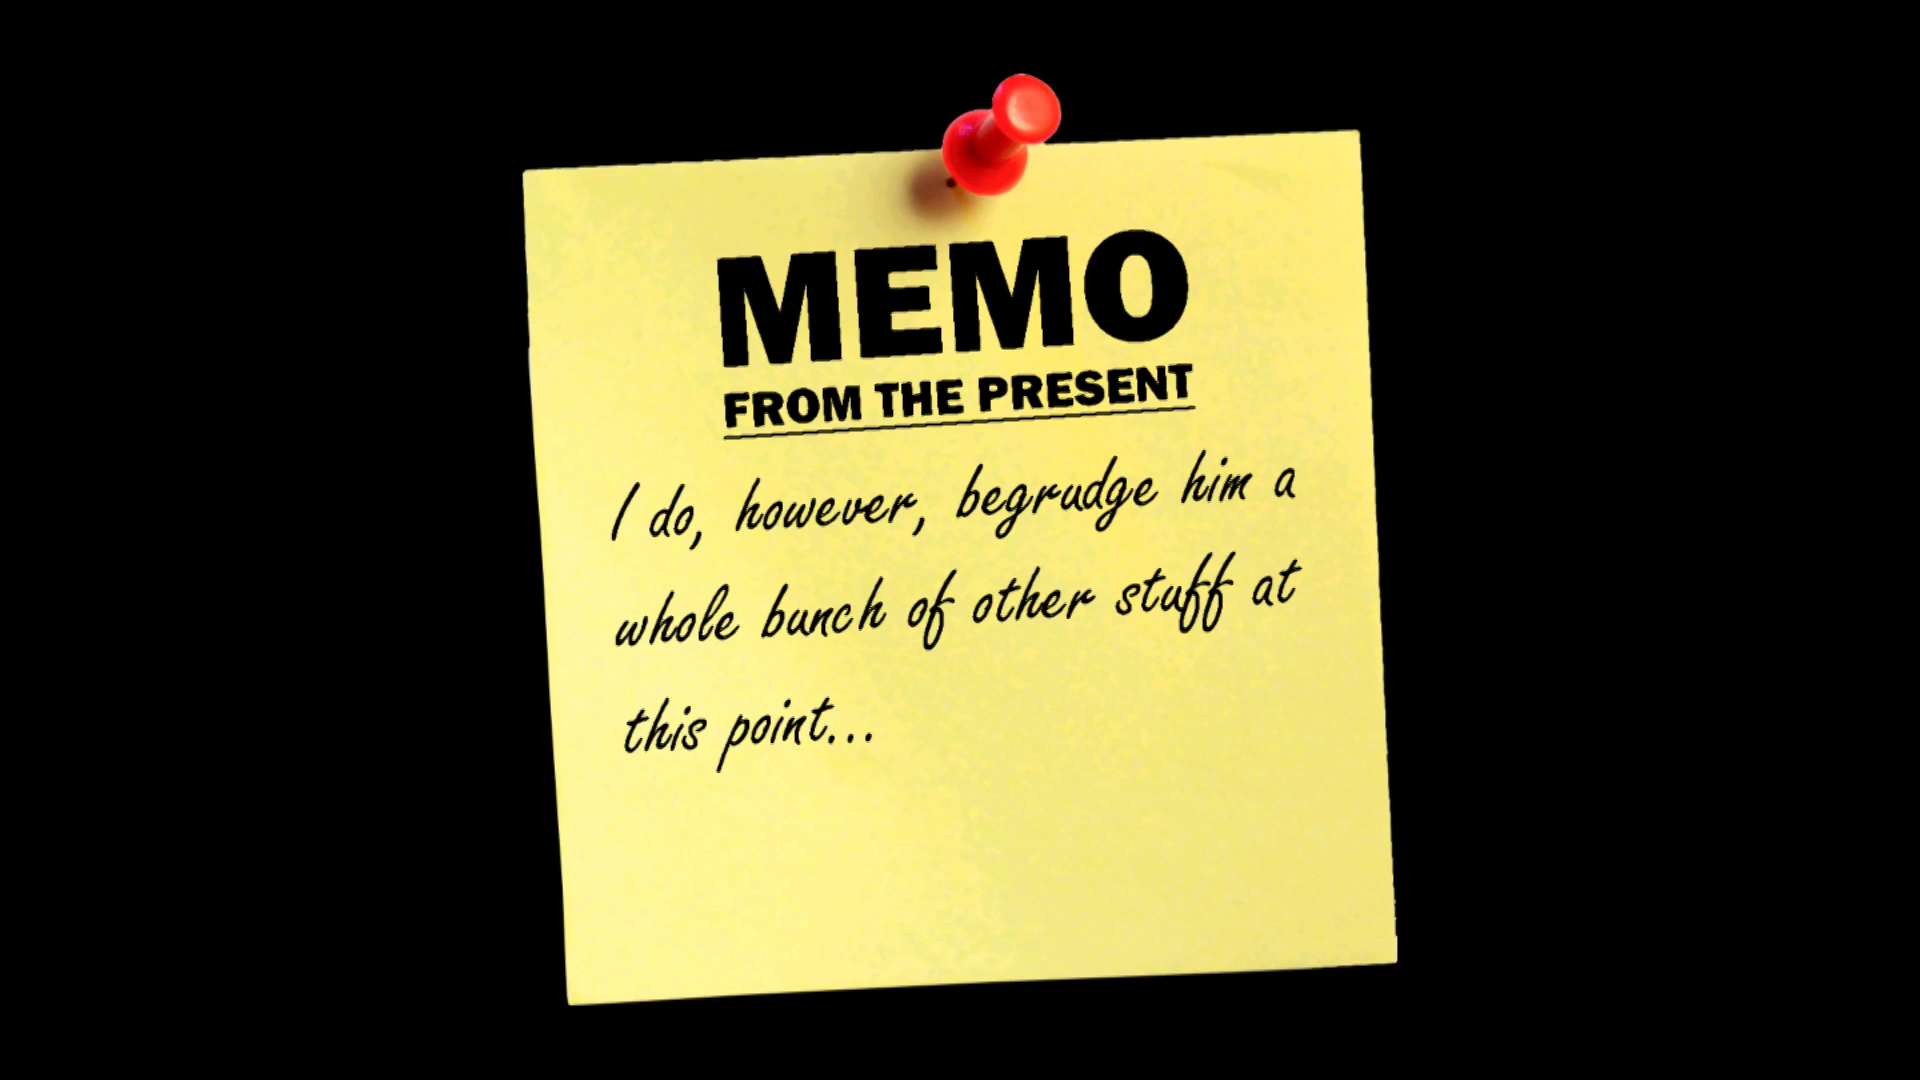 MEMO
FROM THE PRESENT
I do, however, begrudge him a
whole bunch of other stuff at
this point...